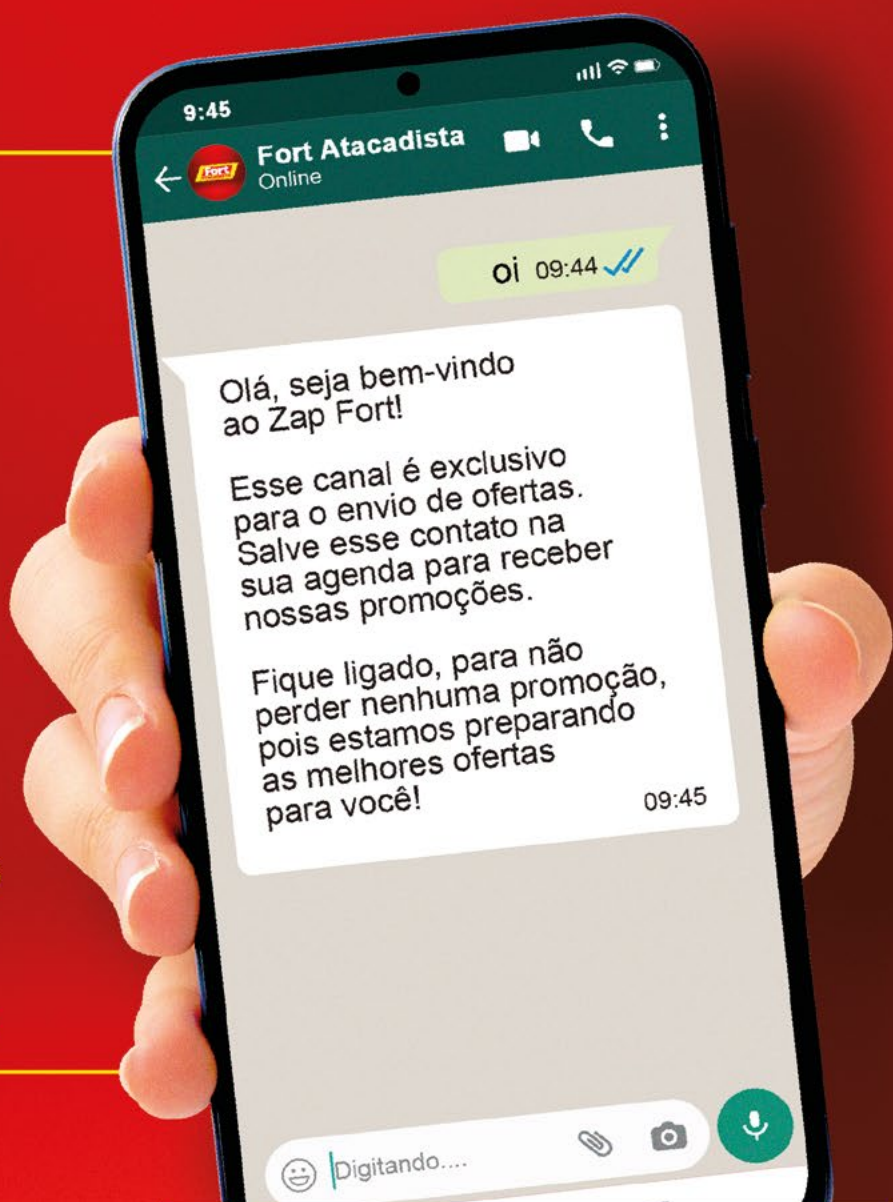 9:45
Fort
Fort Atacadista
Online
oi 09:44
Olá, seja bem-vindo
ao Zap Fort!
Esse canal é exclusivo
para o envio de ofertas.
Salve esse contato na
sua agenda para receber
nossas promoções.
Fique ligado, para não
perder nenhuma promoção,
pois estamos preparando
as melhores ofertas
para você!
09:45
Digitando....